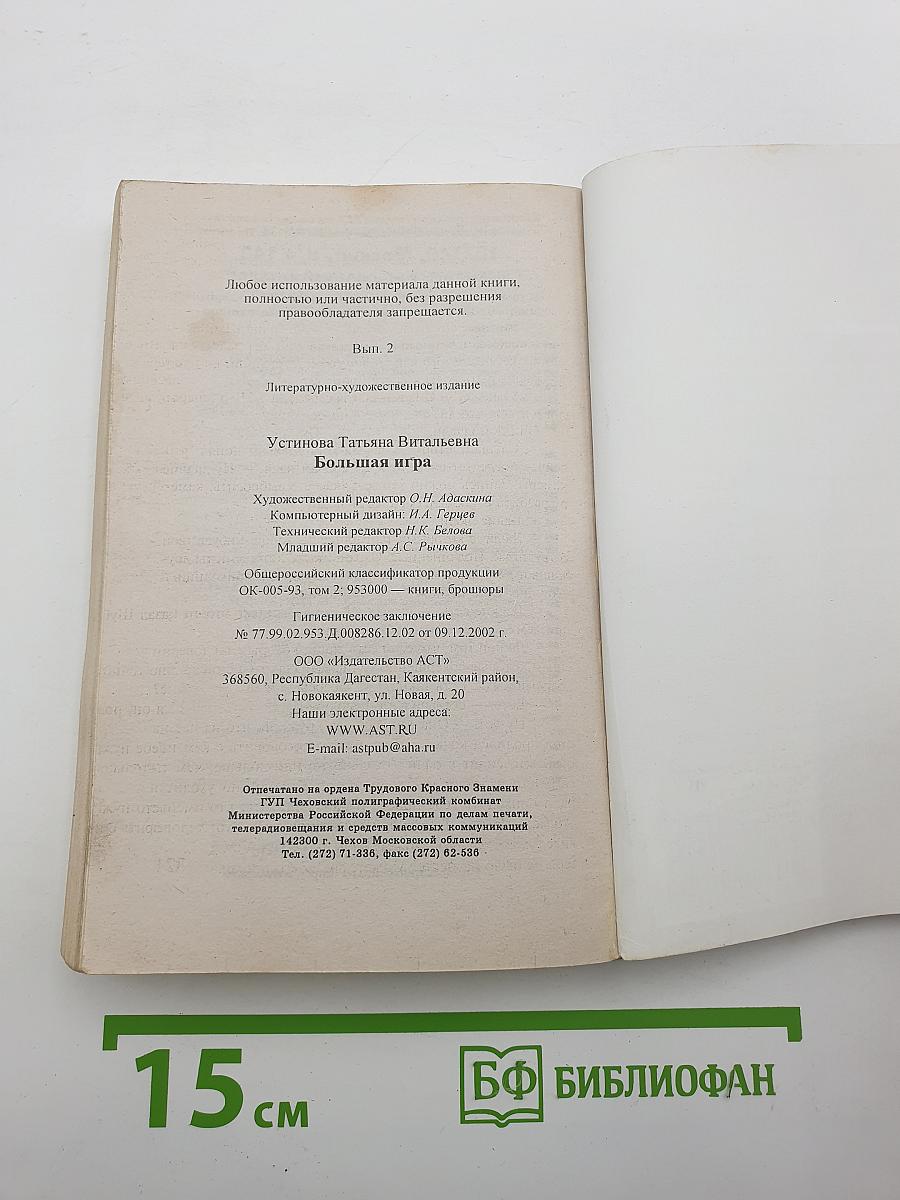 Любое использование материала данной книги,
полностью или частично, без разрешения
правообладателя запрещается.
Вып. 2
Литературно-художественное издание
Устинова Татьяна Витальевна
Большая игра
Художественный редактор О.Н. Адаскина
Компьютерный дизайн: И.А. Герцев
Технический редактор Н.К. Белова
Младший редактор А.С. Рычкова
Общероссийский классификатор продукции
ОК-005-93, том 2; 953000 — книги, брошюры
Гигиеническое заключение
№ 77.99.02.953.Д.008286.12.02 от 09.12.2002 г.
ООО «Издательство АСТ»
368560, Республика Дагестан, Каякентский район,
с. Новокаякент, ул. Новая, д. 20
Наши электронные адреса:
WWW.AST.RU
E-mail: astpub@aha.ru
Отпечатано на ордена Трудового Красного Знамени
ГУП Чеховский полиграфический комбинат
Министерства Российской Федерации по делам печати,
телерадиовещания и средств массовых коммуникаций
142300 г. Чехов Московской области
Тел. (272) 71-336, факс (272) 62-536
15 см
БФ БИБЛИОФАН